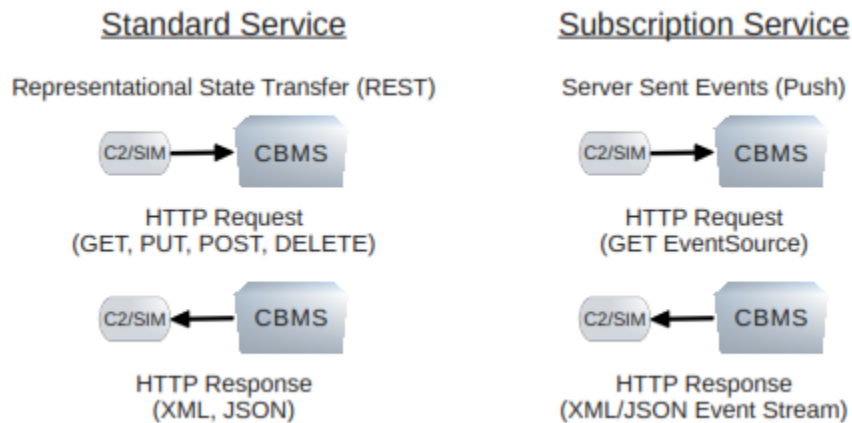 Standard Service
Representational State Transfer (REST)
C2/SIM
CBMS
HTTP Request
(GET, PUT, POST, DELETE)
C2/SIM
CBMS
HTTP Response
(XML, JSON)
Subscription Service
Server Sent Events (Push)
C2/SIM
CBMS
HTTP Request
(GET EventSource)
C2/SIM
CBMS
HTTP Response
(XML/JSON Event Stream)